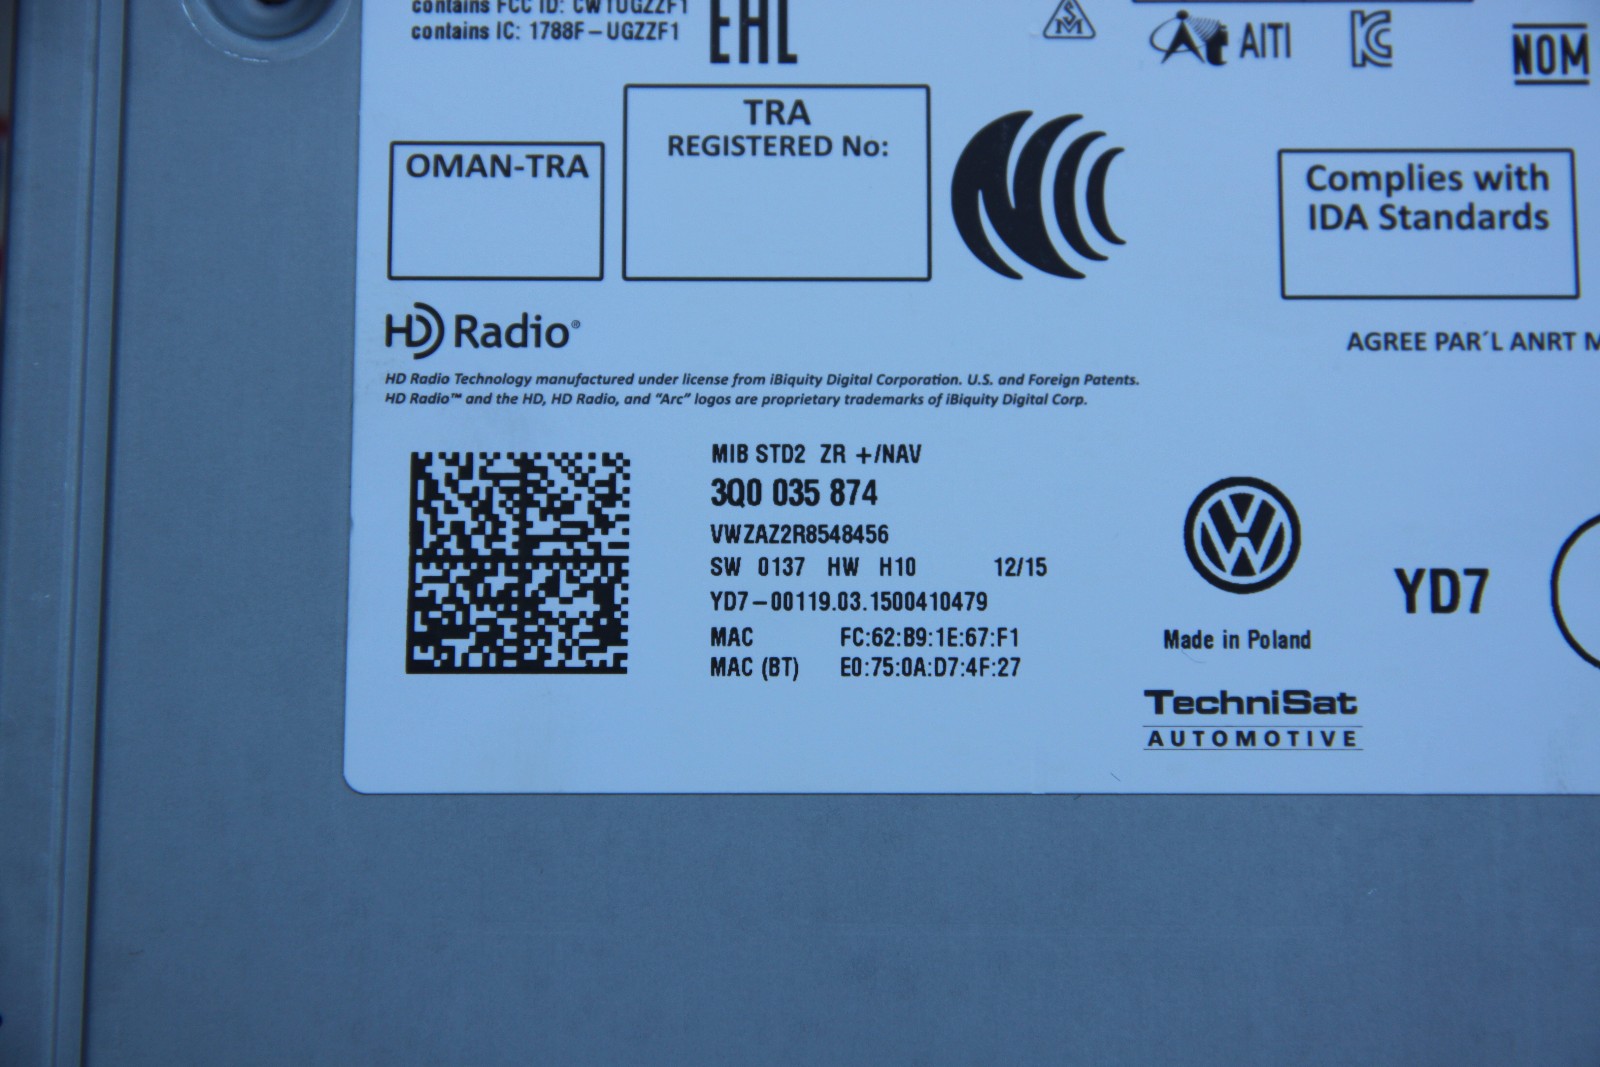 contains FCC ID: CWTUGZZF1
contains IC: 1788F-UGZZF1
EAC
AiTi AITI
KC
NOM
TRA
REGISTERED No:
OMAN-TRA
Complies with
IDA Standards
HD Radio®
AGREE PAR´L ANRT M
HD Radio Technology manufactured under license from iBiquity Digital Corporation. U.S. and Foreign Patents.
HD Radio™ and the HD, HD Radio, and “Arc” logos are proprietary trademarks of iBiquity Digital Corp.
MIB STD2 ZR +/NAV
3Q0 035 874
VWZAZ2R8548456
SW 0137 HW H10 12/15
YD7-00119.03.1500410479
MAC FC:62:B9:1E:67:F1
MAC (BT) E0:75:0A:D7:4F:27
VW
Made in Poland
YD7
TechniSat
AUTOMOTIVE